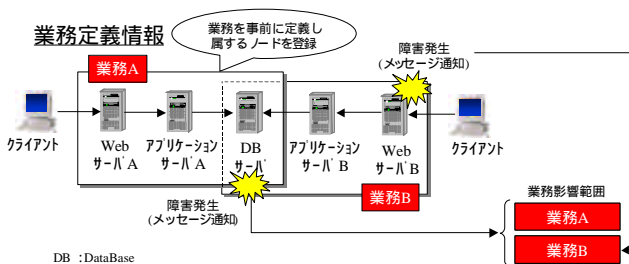 業務定義情報
業務を事前に定義し
属するノードを登録
障害発生
(メッセージ通知)
業務A
クライアント
Web
サーバA
アプリケーション
サーバA
DB
サーバ
アプリケーション
サーバB
Web
サーバB
クライアント
業務B
障害発生
(メッセージ通知)
業務影響範囲
業務A
業務B
DB :DataBase